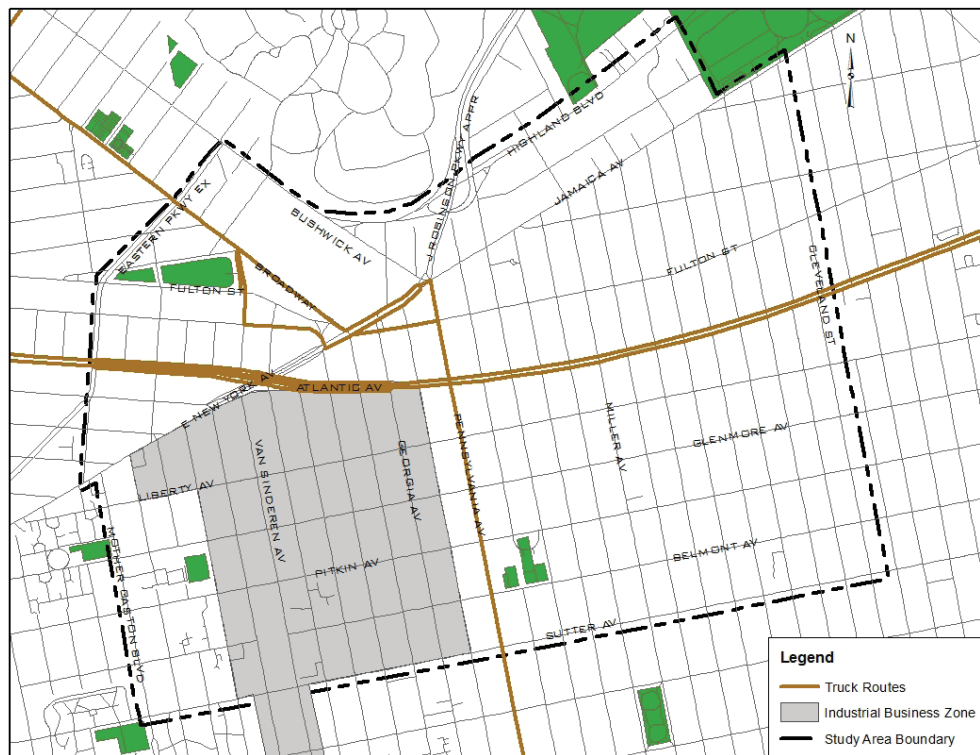 N
HIGHLAND BLVD
J.ROBINSON PKWY APPR
JAMAICA AV
EASTERN PKWY EX
BUSHWICK AV
FULTON ST
CLEVELAND ST
BROADWAY
FULTON ST
E NEW YORK AV
ATLANTIC AV
MILLER AV
GLENMORE AV
PENNSYLVANIA AV
GEORGIA AV
VAN SINDEREN AV
LIBERTY AV
PITKIN AV
BELMONT AV
MOTHER GASTON BLVD
SUTTER AV
Legend
Truck Routes
Industrial Business Zone
Study Area Boundary